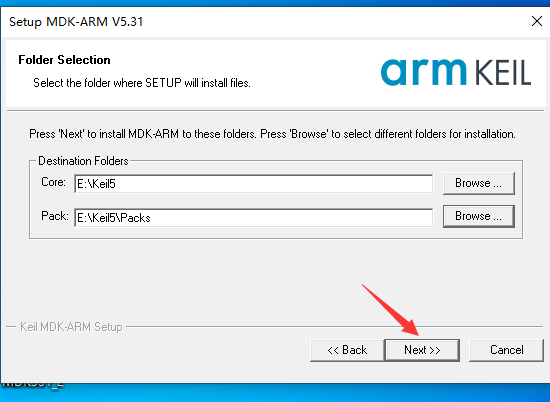 Setup MDK-ARM V5.31
Folder Selection
Select the folder where SETUP will install files.
arm KEIL
Press 'Next' to install MDK-ARM to these folders. Press 'Browse' to select different folders for installation.
Destination Folders
Core: E:\Keil5 Browse ...
Pack: E:\Keil5\Packs Browse ...
Keil MDK-ARM Setup
<< Back Next >> Cancel